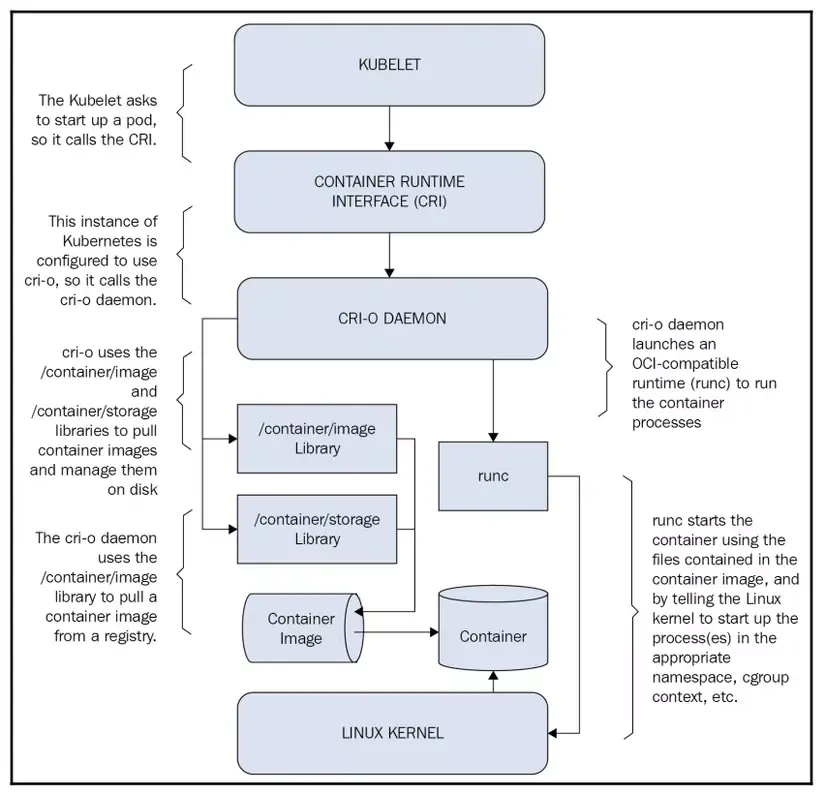 KUBELET
The Kubelet asks
to start up a pod,
so it calls the CRI.
CONTAINER RUNTIME
INTERFACE (CRI)
This instance of
Kubernetes is
configured to use
cri-o, so it calls the
cri-o daemon.
CRI-O DAEMON
cri-o daemon
launches an
OCI-compatible
runtime (runc) to run
the container
processes
cri-o uses the
/container/image
and
/container/storage
libraries to pull
container images
and manage them
on disk
/container/image
Library
runc
/container/storage
Library
The cri-o daemon
uses the
/container/image
library to pull a
container image
from a registry.
runc starts the
container using the
files contained in the
container image, and
by telling the Linux
kernel to start up the
process(es) in the
appropriate
namespace, cgroup
context, etc.
Container
Image
Container
LINUX KERNEL